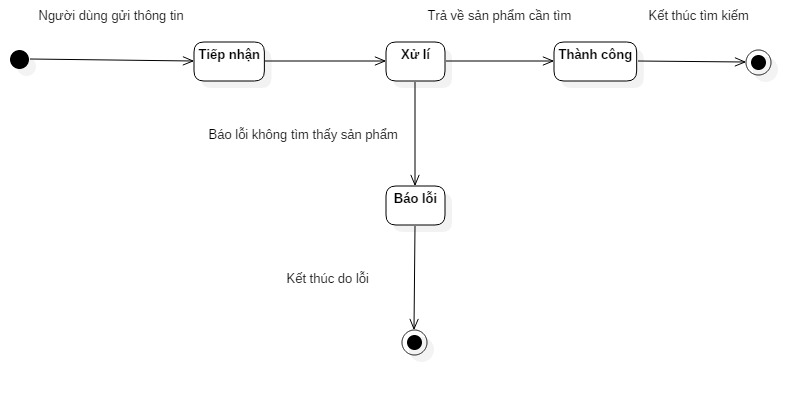 Người dùng gửi thông tin
Trả về sản phẩm cần tìm
Kết thúc tìm kiếm
Tiếp nhận
Xử lí
Thành công
Báo lỗi không tìm thấy sản phẩm
Báo lỗi
Kết thúc do lỗi